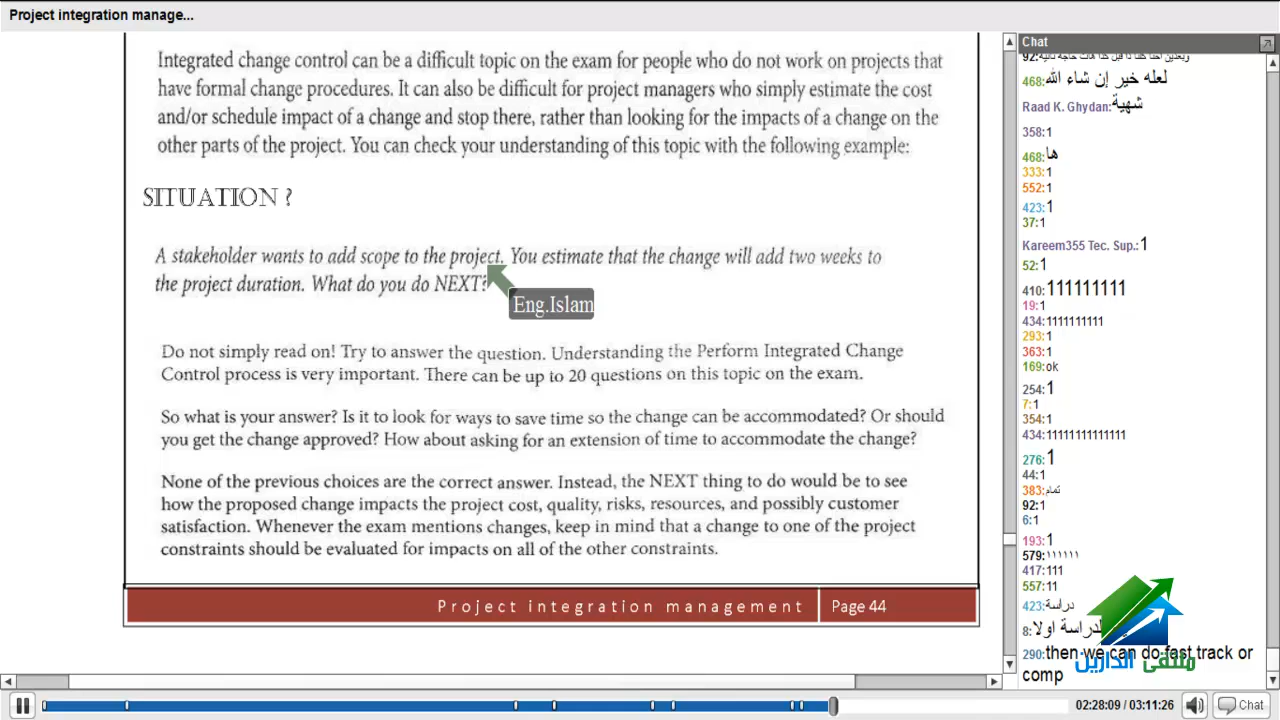 Project integration manage...
Integrated change control can be a difficult topic on the exam for people who do not work on projects that
have formal change procedures. It can also be difficult for project managers who simply estimate the cost
and/or schedule impact of a change and stop there, rather than looking for the impacts of a change on the
other parts of the project. You can check your understanding of this topic with the following example:
SITUATION ?
A stakeholder wants to add scope to the project. You estimate that the change will add two weeks to
the project duration. What do you do NEXT?
Eng.Islam
Do not simply read on! Try to answer the question. Understanding the Perform Integrated Change
Control process is very important. There can be up to 20 questions on this topic on the exam.
So what is your answer? Is it to look for ways to save time so the change can be accommodated? Or should
you get the change approved? How about asking for an extension of time to accommodate the change?
None of the previous choices are the correct answer. Instead, the NEXT thing to do would be to see
how the proposed change impacts the project cost, quality, risks, resources, and possibly customer
satisfaction. Whenever the exam mentions changes, keep in mind that a change to one of the project
constraints should be evaluated for impacts on all of the other constraints.
Project integration management Page 44
Chat
92:
468: لعله خير إن شاء الله
Raad K. Ghydan: شهية
358:1
468: ها
333:1
552:1
423:1
37:1
Kareem355 Tec. Sup.:1
52:1
410:111111111
19:1
434:1111111111
293:1
363:1
169:ok
254:1
7:1
354:1
434:11111111111111
276:1
44:1
383: تمام
92:1
6:1
193:1
579:١١١١١١
417:111
557:11
423: دراسة
8: اولا
290:then we can do fast track or
comp
ملتقى الدارين
02:28:09 / 03:11:26
Chat